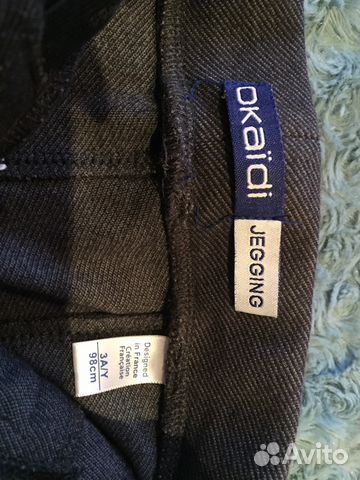 OKAÏDI
JEGGING
Designed
in France
Création
Française
3A/Y
98cm
Avito